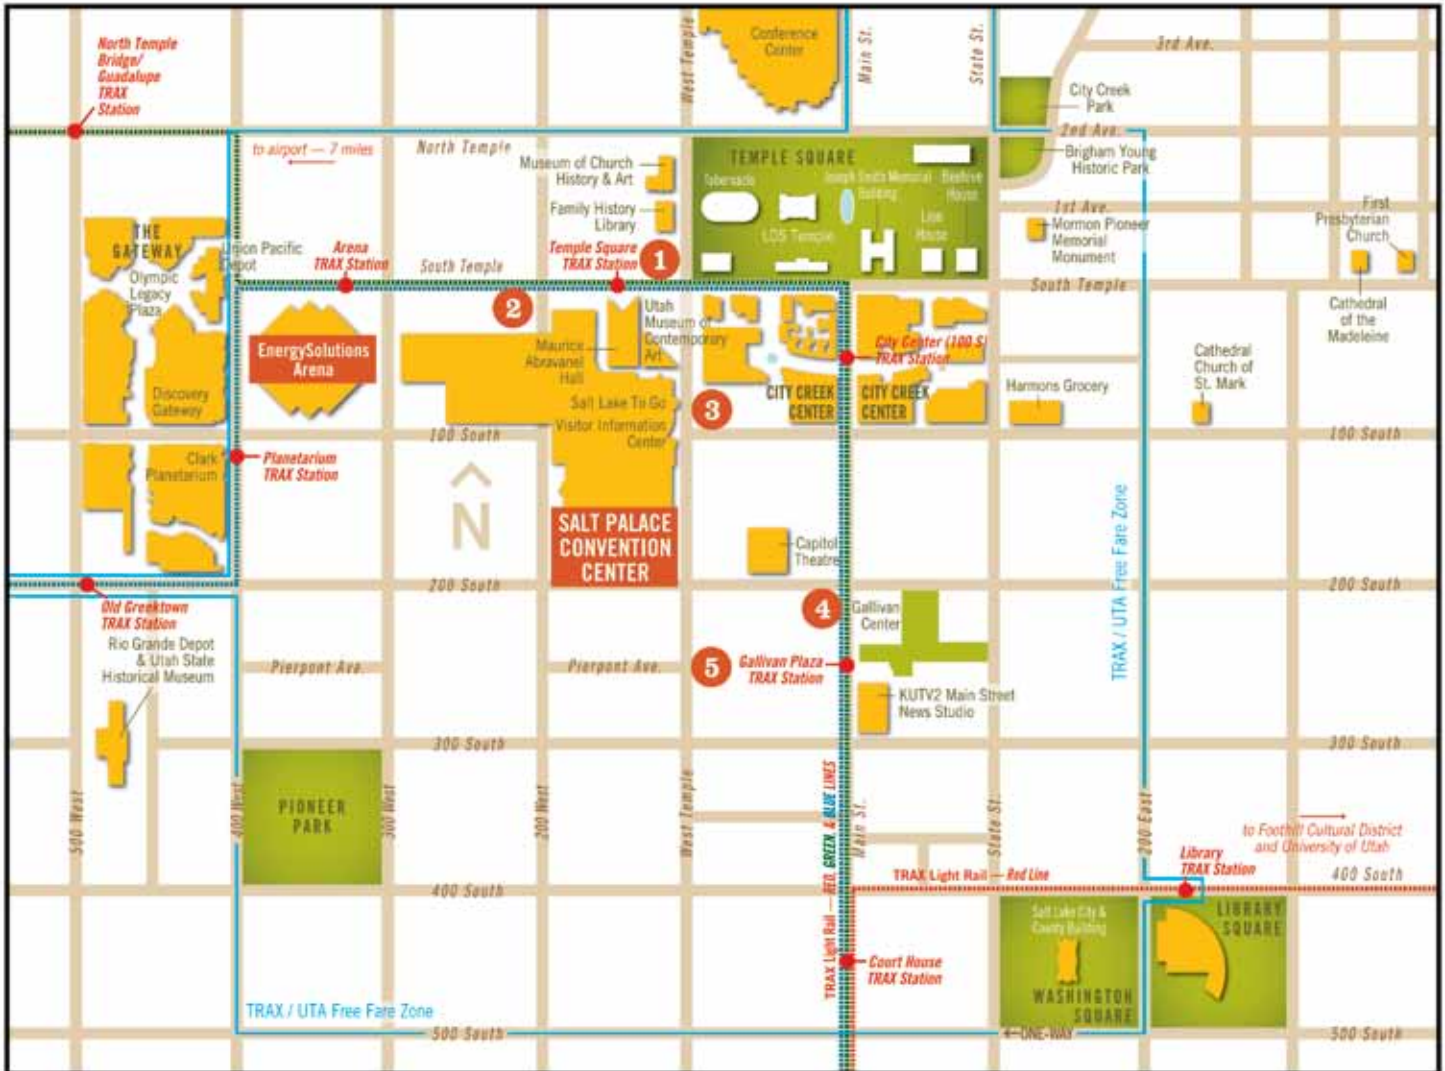 North Temple
Bridge/
Guadalupe
TRAX
Station
West Temple
Conference
Center
Main St.
State St.
3rd Ave.
City Creek
Park
2nd Ave.
Brigham Young
Historic Park
to airport — 7 miles
North Temple
Museum of Church
History & Art
Family History
Library
TEMPLE SQUARE
Tabernacle
Joseph Smith Memorial
Building
Beehive
House
LDS Temple
Lion
House
1st Ave.
Mormon Pioneer
Memorial
Monument
First
Presbyterian
Church
THE
GATEWAY
Union Pacific
Depot
Olympic
Legacy
Plaza
Arena
TRAX Station
South Temple
Temple Square
TRAX Station
1
2
South Temple
Cathedral
of the
Madeleine
EnergySolutions
Arena
Maurice
Abravanel
Hall
Utah
Museum of
Contemporary
Art
City Center (100 S)
TRAX Station
Discovery
Gateway
Salt Lake To Go
Visitor Information
Center
3
CITY CREEK
CENTER
CITY CREEK
CENTER
Harmons Grocery
Cathedral
Church of
St. Mark
100 South
100 South
Clark
Planetarium
Planetarium
TRAX Station
N
SALT PALACE
CONVENTION
CENTER
Capitol
Theatre
TRAX / UTA Free Fare Zone
200 South
200 South
Old Greektown
TRAX Station
Rio Grande Depot
& Utah State
Historical Museum
4
Gallivan
Center
Pierpont Ave.
Pierpont Ave.
5
Gallivan Plaza
TRAX Station
KUTV2 Main Street
News Studio
300 South
300 South
500 West
400 West
PIONEER
PARK
300 West
200 West
West Temple
TRAX Light Rail — RED, GREEN, & BLUE LINES
Main St.
State St.
200 East
to Foothill Cultural District
and University of Utah
Library
TRAX Station
400 South
TRAX Light Rail — Red Line
400 South
Salt Lake City &
County Building
LIBRARY
SQUARE
Court House
TRAX Station
WASHINGTON
SQUARE
TRAX / UTA Free Fare Zone
500 South
ONE-WAY
500 South